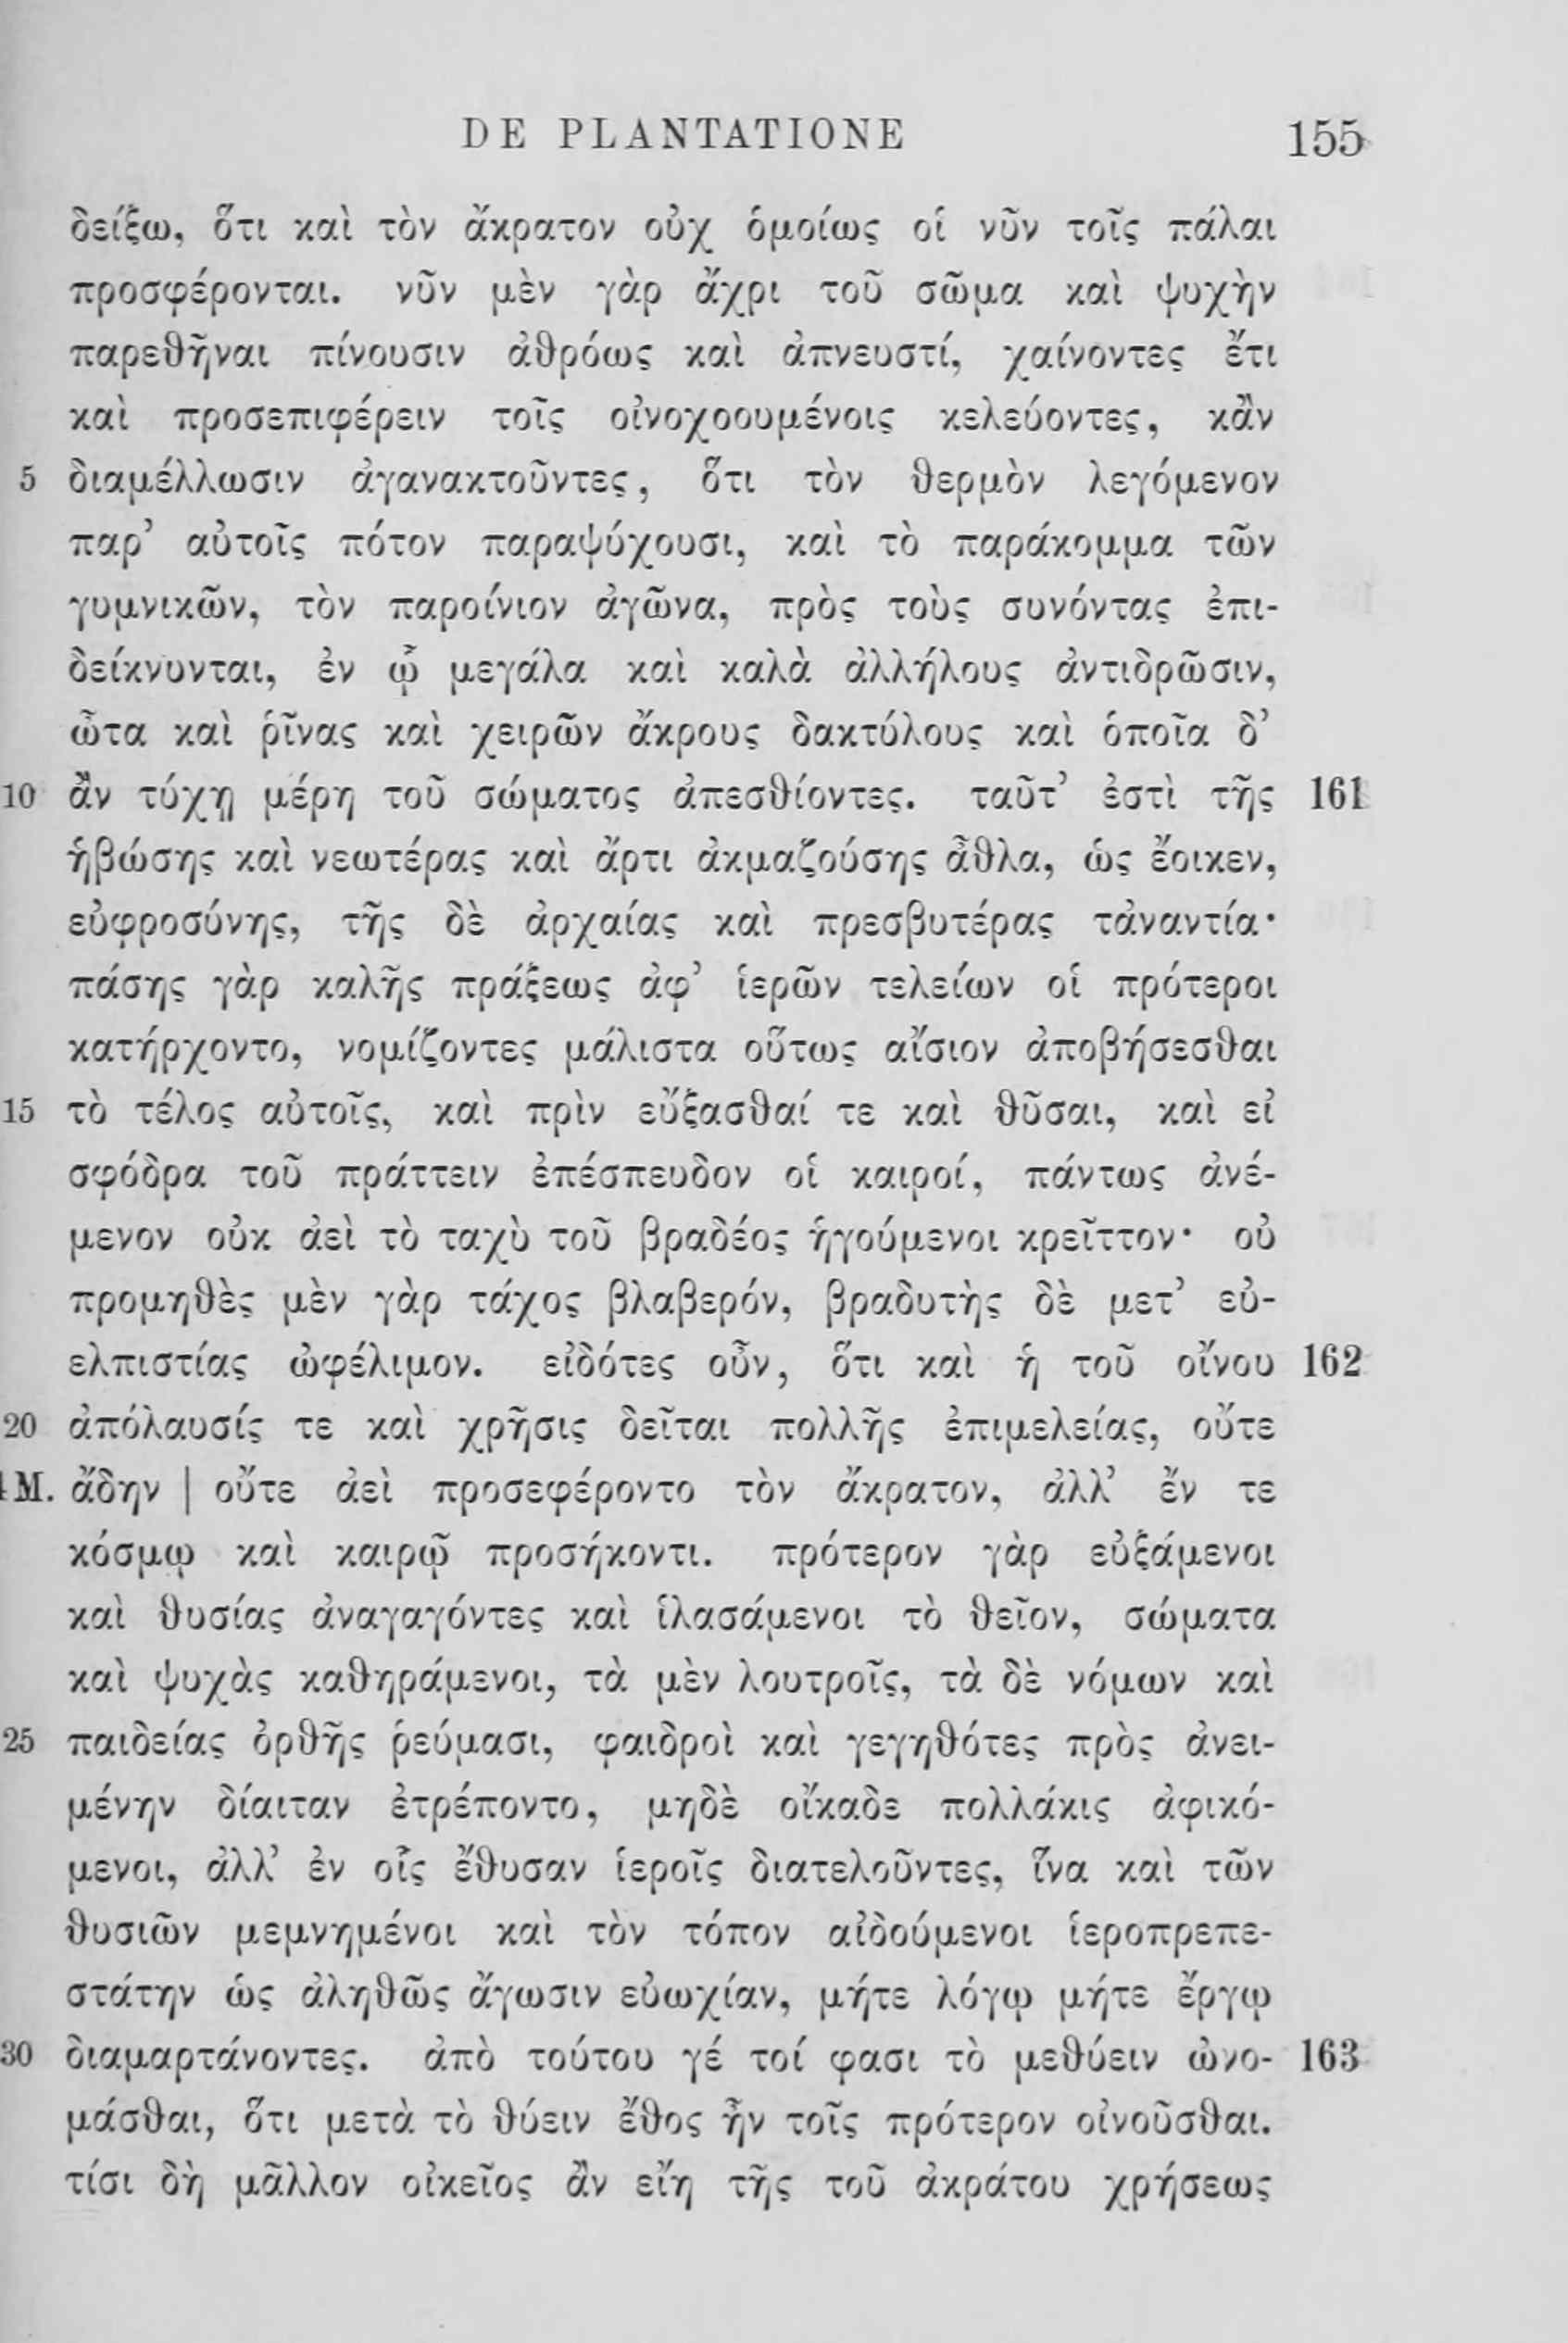 DE PLANTATIONE 155
δείξω, ὅτι καὶ τὸν ἄκρατον οὐχ ὁμοίως οἱ νῦν τοῖς πάλαι
προσφέρονται. νῦν μὲν γὰρ ἄχρι τοῦ σῶμα καὶ ψυχὴν
παρεθῆναι πίνουσιν ἀθρόως καὶ ἀπνευστί, χαίνοντες ἔτι
καὶ προσεπιφέρειν τοῖς οἰνοχοουμένοις κελεύοντες, κἂν
5 διαμέλλωσιν ἀγανακτοῦντες, ὅτι τὸν θερμὸν λεγόμενον
παρ’ αὐτοῖς πότον παραψύχουσι, καὶ τὸ παράκομμα τῶν
γυμνικῶν, τὸν παροίνιον ἀγῶνα, πρὸς τοὺς συνόντας ἐπι-
δείκνυνται, ἐν ᾧ μεγάλα καὶ καλὰ ἀλλήλους ἀντιδρῶσιν,
ὦτα καὶ ῥῖνας καὶ χειρῶν ἄκρους δακτύλους καὶ ὁποῖα δ’
10 ἂν τύχῃ μέρη τοῦ σώματος ἀπεσθίοντες. ταῦτ’ ἐστὶ τῆς 161
ἡβώσης καὶ νεωτέρας καὶ ἄρτι ἀκμαζούσης ἆθλα, ὡς ἔοικεν,
εὐφροσύνης, τῆς δὲ ἀρχαίας καὶ πρεσβυτέρας τἀναντία·
πάσης γὰρ καλῆς πράξεως ἀφ’ ἱερῶν τελείων οἱ πρότεροι
κατήρχοντο, νομίζοντες μάλιστα οὕτως αἴσιον ἀποβήσεσθαι
15 τὸ τέλος αὐτοῖς, καὶ πρὶν εὔξασθαί τε καὶ θῦσαι, καὶ εἰ
σφόδρα τοῦ πράττειν ἐπέσπευδον οἱ καιροί, πάντως ἀνέ-
μενον οὐκ ἀεὶ τὸ ταχὺ τοῦ βραδέος ἡγούμενοι κρεῖττον· οὐ
προμηθὲς μὲν γὰρ τάχος βλαβερόν, βραδυτὴς δὲ μετ’ εὐ-
ελπιστίας ὠφέλιμον. εἰδότες οὖν, ὅτι καὶ ἡ τοῦ οἴνου 162
20 ἀπόλαυσίς τε καὶ χρῆσις δεῖται πολλῆς ἐπιμελείας, οὔτε
M. ἄδην | οὔτε ἀεὶ προσεφέροντο τὸν ἄκρατον, ἀλλ’ ἔν τε
κόσμῳ καὶ καιρῷ προσήκοντι. πρότερον γὰρ εὐξάμενοι
καὶ θυσίας ἀναγαγόντες καὶ ἱλασάμενοι τὸ θεῖον, σώματα
καὶ ψυχὰς καθηράμενοι, τὰ μὲν λουτροῖς, τὰ δὲ νόμων καὶ
25 παιδείας ὀρθῆς ῥεύμασι, φαιδροὶ καὶ γεγηθότες πρὸς ἀνει-
μένην δίαιταν ἐτρέποντο, μηδὲ οἴκαδε πολλάκις ἀφικό-
μενοι, ἀλλ’ ἐν οἷς ἔθυσαν ἱεροῖς διατελοῦντες, ἵνα καὶ τῶν
θυσιῶν μεμνημένοι καὶ τὸν τόπον αἰδούμενοι ἱεροπρεπε-
στάτην ὡς ἀληθῶς ἄγωσιν εὐωχίαν, μήτε λόγῳ μήτε ἔργῳ
30 διαμαρτάνοντες. ἀπὸ τούτου γέ τοί φασι τὸ μεθύειν ὠνο- 163
μάσθαι, ὅτι μετὰ τὸ θύειν ἔθος ἦν τοῖς πρότερον οἰνοῦσθαι.
τίσι δὴ μᾶλλον οἰκεῖος ἂν εἴη τῆς τοῦ ἀκράτου χρήσεως